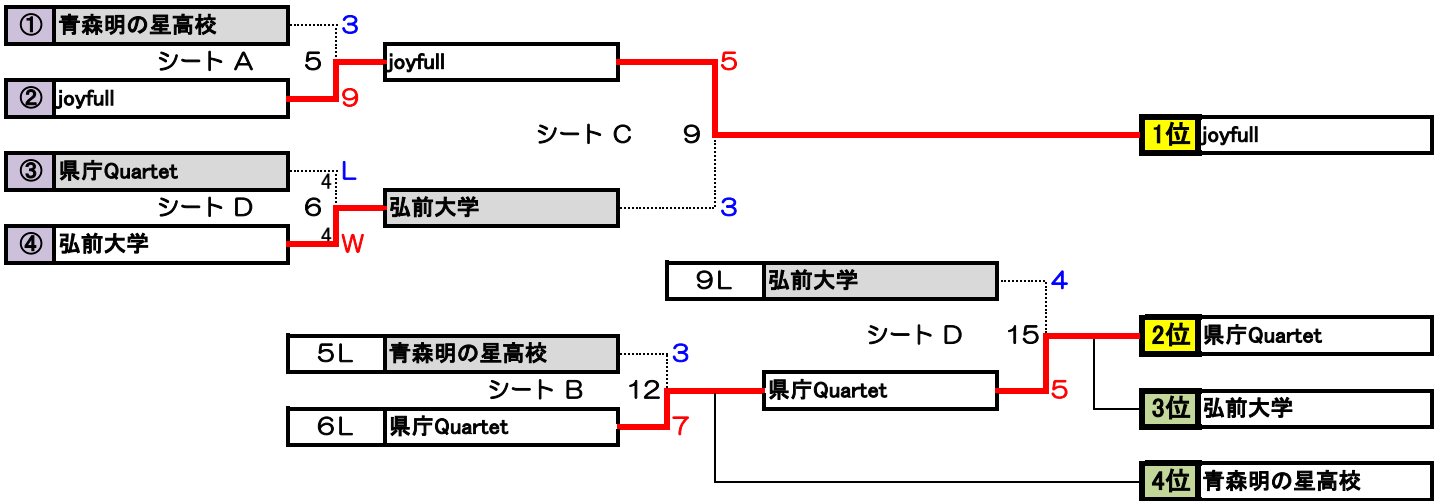 ① 青森明の星高校 3
シート A 5 joyfull 5
② joyfull 9
シート C 9 1位 joyfull
③ 県庁Quartet L
4
シート D 6 弘前大学 3
4
④ 弘前大学 W
9L 弘前大学 4
シート D 15 2位 県庁Quartet
5L 青森明の星高校 3
シート B 12 県庁Quartet 5
3位 弘前大学
6L 県庁Quartet 7
4位 青森明の星高校